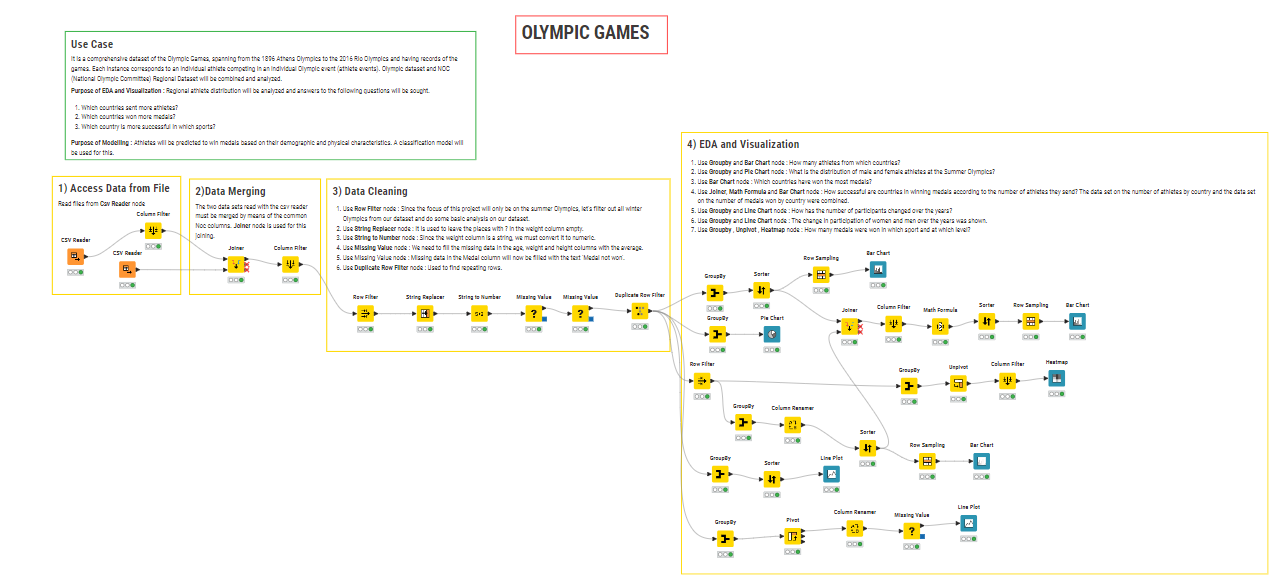 OLYMPIC GAMES
Use Case
It is a comprehensive dataset of the Olympic Games, spanning from the 1896 Athens Olympics to the 2016 Rio Olympics and having records of the
games. Each instance corresponds to an individual athlete competing in an individual Olympic event (athlete events). Olympic dataset and NOC
(National Olympic Committee) Regional Dataset will be combined and analyzed.
Purpose of EDA and Visualization : Regional athlete distribution will be analyzed and answers to the following questions will be sought.
1. Which countries sent more athletes?
2. Which countries won more medals?
3. Which country is more successful in which sports?
Purpose of Modelling : Athletes will be predicted to win medals based on their demographic and physical characteristics. A classification model will
be used for this.
1) Access Data from File
Read files from Csv Reader node
Column Filter
CSV Reader
CSV Reader
2)Data Merging
The two data sets read with the csv reader
must be merged by means of the common
Noc columns. Joiner node is used for this
joining.
Joiner
Column Filter
3) Data Cleaning
1. Use Row Filter node : Since the focus of this project will only be on the summer Olympics, let's filter out all winter
Olympics from our dataset and do some basic analysis on our dataset.
2. Use String Replacer node : It is used to leave the places with ? in the weight column empty.
3. Use String to Number node : Since the weight column is a string, we must convert it to numeric.
4. Use Missing Value node : We need to fill the missing data in the age, weight and height columns with the average.
5. Use Missing Value node : Missing data in the Medal column will now be filled with the text 'Medal not won'.
6. Use Duplicate Row Filter node : Used to find repeating rows.
Row Filter
String Replacer
String to Number
Missing Value
Missing Value
Duplicate Row Filter
4) EDA and Visualization
1. Use Groupby and Bar Chart node : How many athletes from which countries?
2. Use Groupby and Pie Chart node : What is the distribution of male and female athletes at the Summer Olympics?
3. Use Bar Chart node : Which countries have won the most medals?
4. Use Joiner, Math Formula and Bar Chart node : How successful are countries in winning medals according to the number of athletes they send? The data set on the number of athletes by country and the data set
on the number of medals won by country were combined.
5. Use Groupby and Line Chart node : How has the number of participants changed over the years?
6. Use Groupby and Line Chart node : The change in participation of women and men over the years was shown.
7. Use Groupby , Unpivot , Heatmap node : How many medals were won in which sport and at which level?
GroupBy
Sorter
Row Sampling
Bar Chart
GroupBy
Pie Chart
Joiner
Column Filter
Math Formula
Sorter
Row Sampling
Bar Chart
Row Filter
GroupBy
Unpivot
Column Filter
Heatmap
GroupBy
Column Renamer
Sorter
Row Sampling
Bar Chart
GroupBy
Sorter
Line Plot
GroupBy
Pivot
Column Renamer
Missing Value
Line Plot